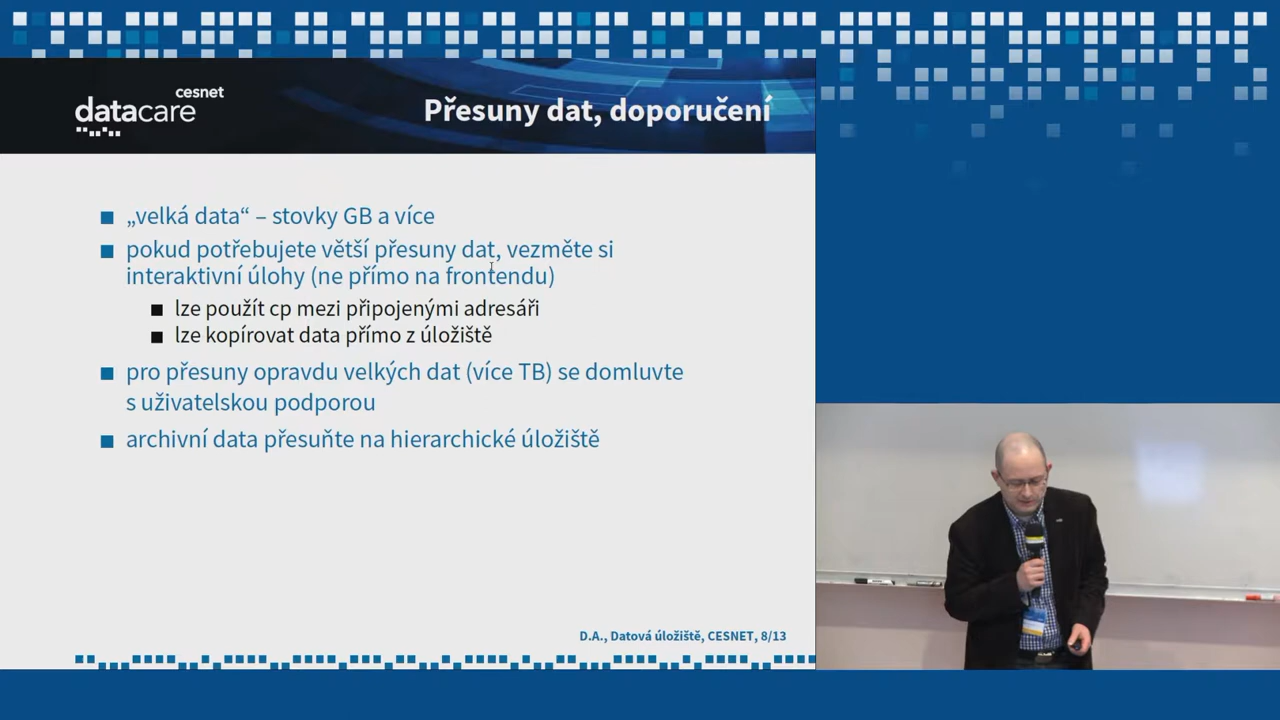 cesnet
datacare
Přesuny dat, doporučení
„velká data“ – stovky GB a více
pokud potřebujete větší přesuny dat, vezměte si
interaktivní úlohy (ne přímo na frontendu)
lze použít cp mezi připojenými adresáři
lze kopírovat data přímo z úložiště
pro přesuny opravdu velkých dat (více TB) se domluvte
s uživatelskou podporou
archivní data přesuňte na hierarchické úložiště
D.A., Datová úložiště, CESNET, 8/13